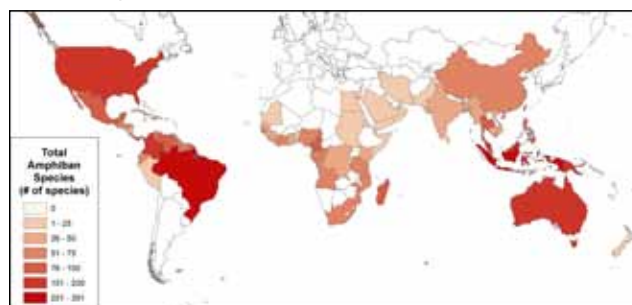 Total
Amphiban
Species
(# of species)
0
1 - 25
26 - 50
51 - 75
76 - 100
101 - 200
201 - 391